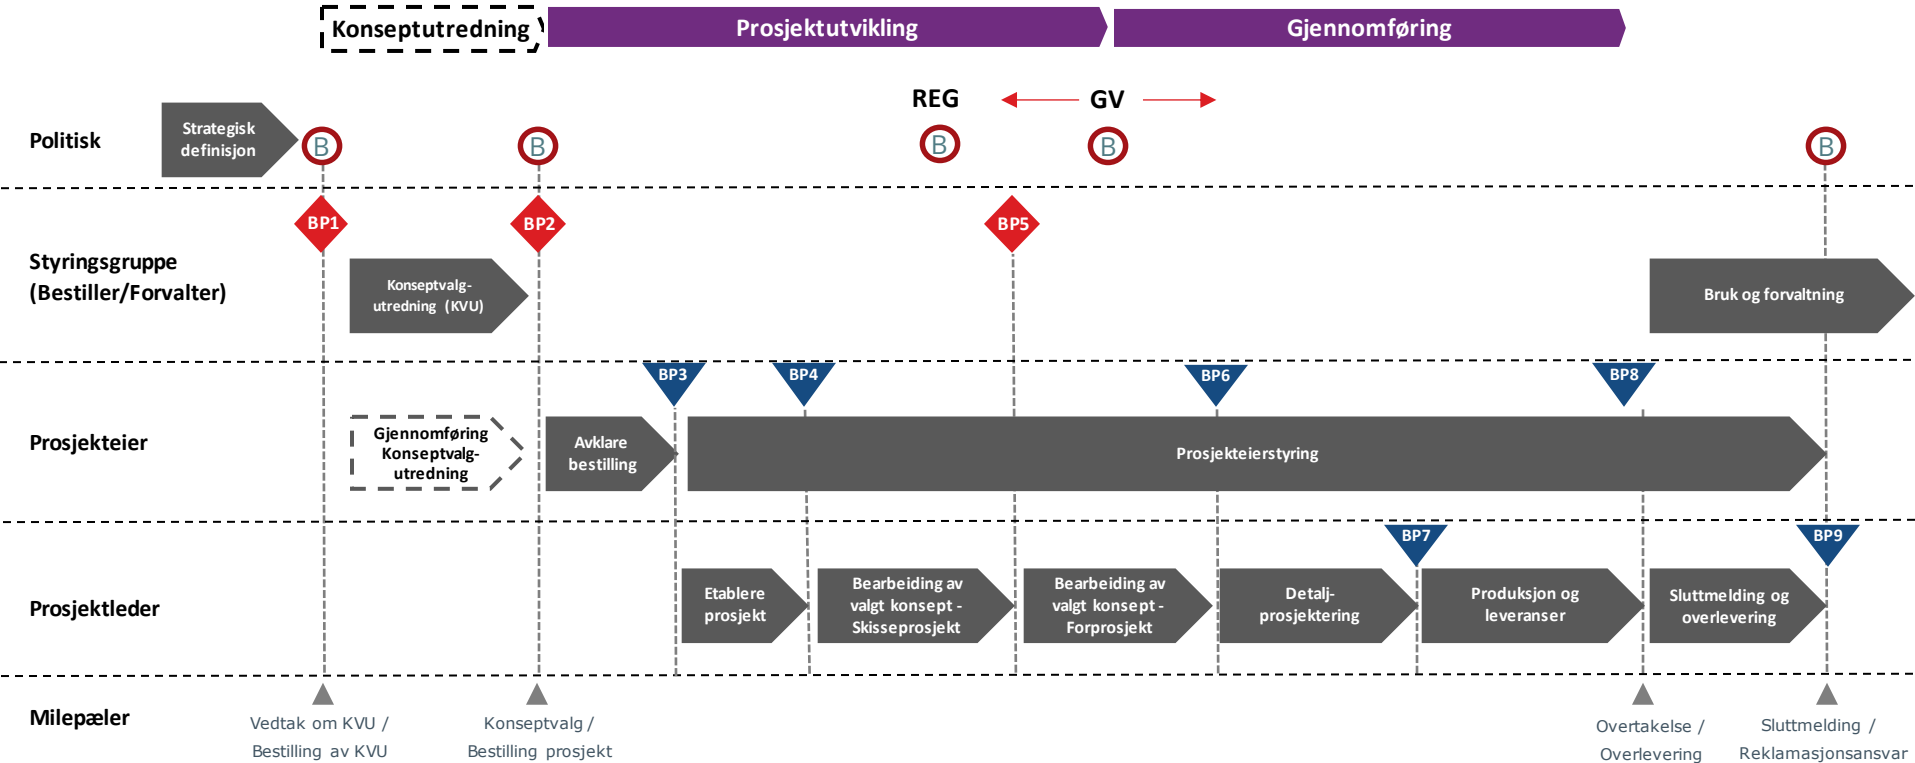 Konseptutredning
Prosjektutvikling
Gjennomføring
REG
GV
Politisk
Strategisk
definisjon
B
B
B
B
B
Styringsgruppe
(Bestiller/Forvalter)
BP1
BP2
BP5
Konseptvalg-
utredning (KVU)
Bruk og forvaltning
Prosjekteier
BP3
BP4
BP6
BP8
Gjennomføring
Konseptvalg-
utredning
Avklare
bestilling
Prosjekteierstyring
Prosjektleder
BP7
BP9
Etablere
prosjekt
Bearbeiding av
valgt konsept -
Skisseprosjekt
Bearbeiding av
valgt konsept -
Forprosjekt
Detalj-
prosjektering
Produksjon og
leveranser
Sluttmelding og
overlevering
Milepæler
Vedtak om KVU /
Bestilling av KVU
Konseptvalg /
Bestilling prosjekt
Overtakelse /
Overlevering
Sluttmelding /
Reklamasjonsansvar